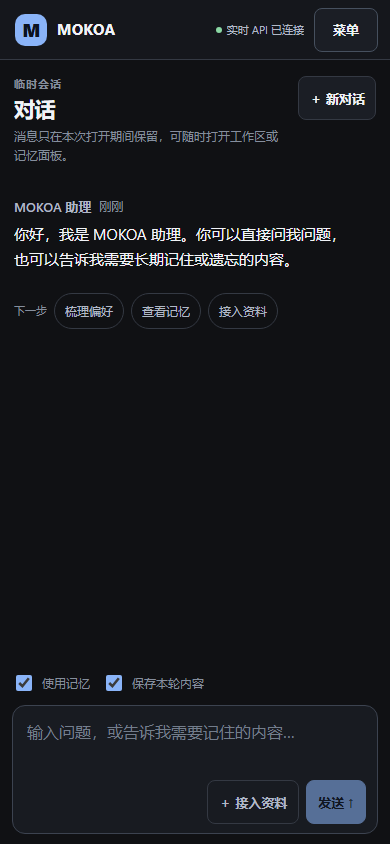 M MOKOA
实时 API 已连接
菜单
临时会话
对话
+ 新对话
消息只在本次打开期间保留，可随时打开工作区或
记忆面板。
MOKOA 助理 刚刚
你好，我是 MOKOA 助理。你可以直接问我问题，
也可以告诉我需要长期记住或遗忘的内容。
下一步 梳理偏好 查看记忆 接入资料
使用记忆 保存本轮内容
输入问题，或告诉我需要记住的内容...
+ 接入资料 发送 ↑